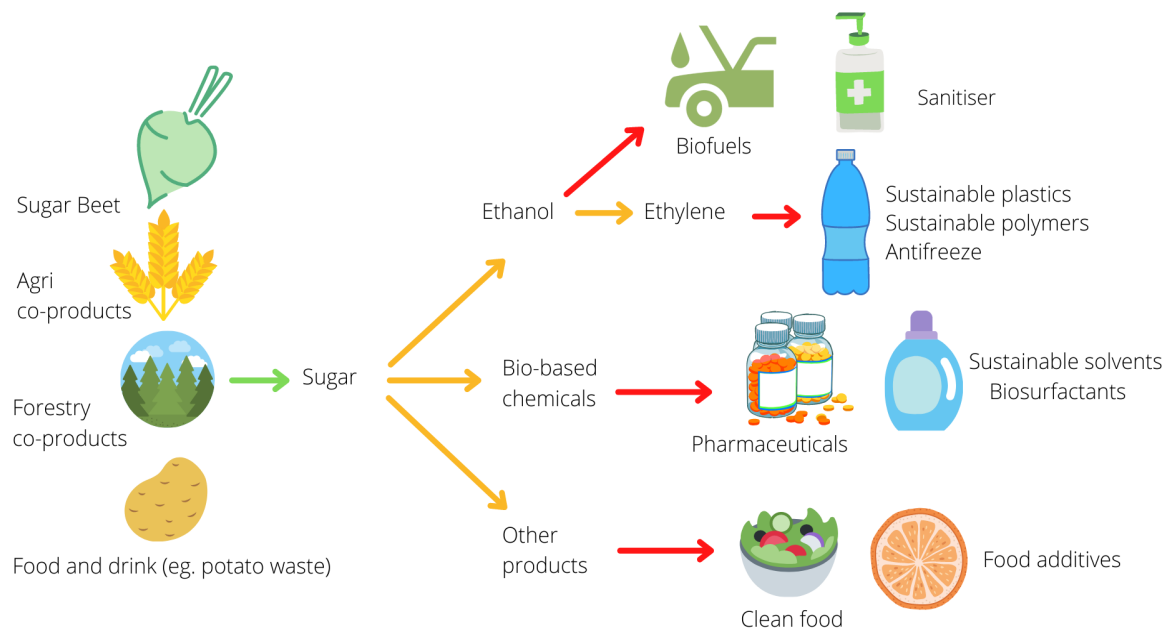 Sugar Beet
Agri
co-products
Forestry
co-products
Food and drink (eg. potato waste)
Sugar
Ethanol
Ethylene
Bio-based
chemicals
Other
products
Biofuels
Sanitiser
Sustainable plastics
Sustainable polymers
Antifreeze
Pharmaceuticals
Sustainable solvents
Biosurfactants
Clean food
Food additives